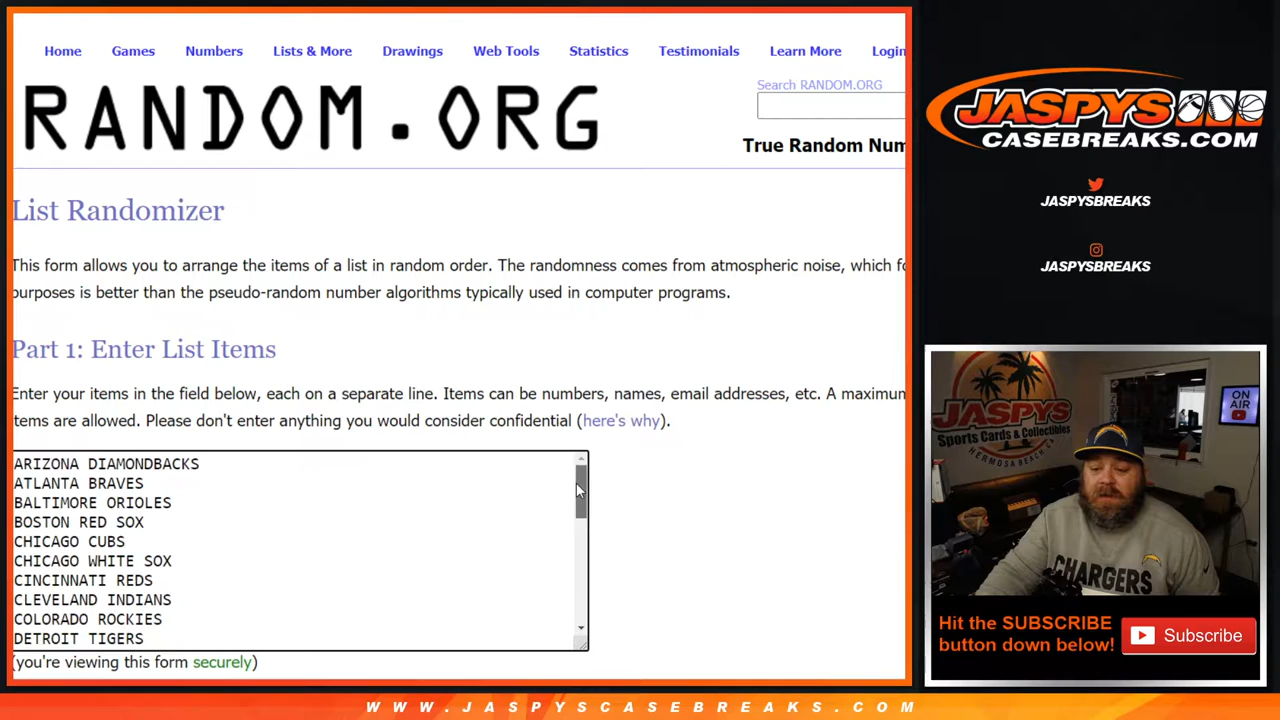 Home Games Numbers Lists & More Drawings Web Tools Statistics Testimonials Learn More Login
RANDOM.ORG
Search RANDOM.ORG
True Random Num
List Randomizer
This form allows you to arrange the items of a list in random order. The randomness comes from atmospheric noise, which fo
purposes is better than the pseudo-random number algorithms typically used in computer programs.
Part 1: Enter List Items
Enter your items in the field below, each on a separate line. Items can be numbers, names, email addresses, etc. A maximum
items are allowed. Please don't enter anything you would consider confidential (here's why).
ARIZONA DIAMONDBACKS
ATLANTA BRAVES
BALTIMORE ORIOLES
BOSTON RED SOX
CHICAGO CUBS
CHICAGO WHITE SOX
CINCINNATI REDS
CLEVELAND INDIANS
COLORADO ROCKIES
DETROIT TIGERS
(you're viewing this form securely)
JASPYS
CASEBREAKS.COM
JASPYSBREAKS
JASPYSBREAKS
JASPYS
Sports Cards & Collectibles
HERMOSA BEACH, CA
ON AIR
CHARGERS
Hit the SUBSCRIBE
button down below!
Subscribe
WWW.JASPYSCASEBREAKS.COM